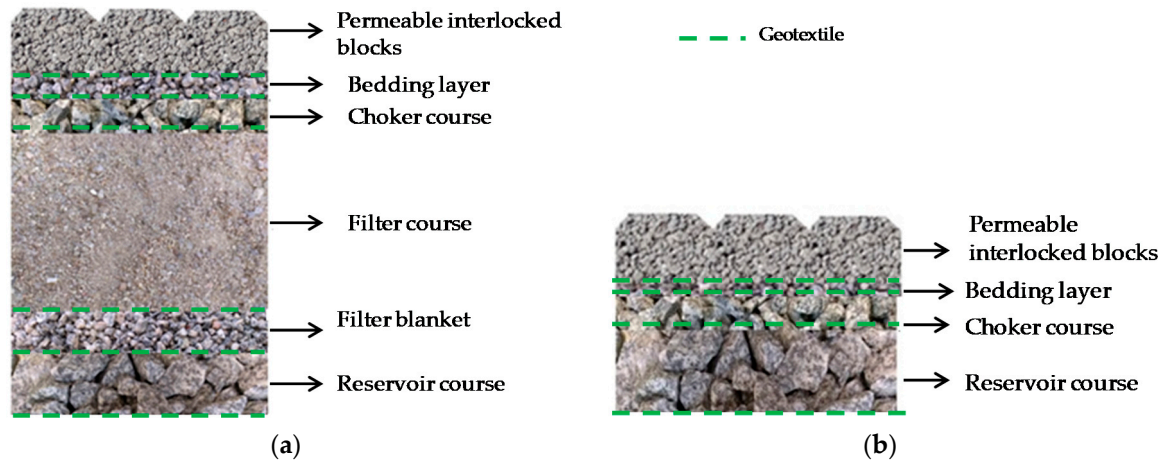 Permeable interlocked
blocks
Bedding layer
Choker course
Filter course
Filter blanket
Reservoir course
(a)
Geotextile
Permeable
interlocked blocks
Bedding layer
Choker course
Reservoir course
(b)